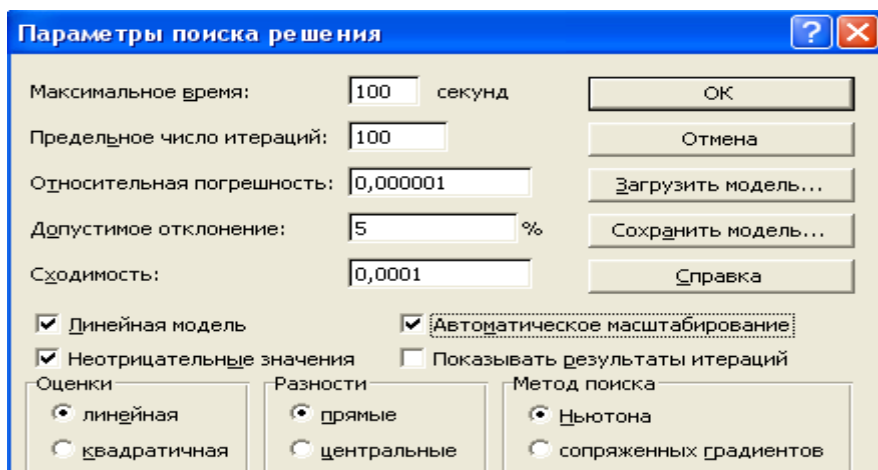 Параметры поиска решения
Максимальное время: 100 секунд OK
Предельное число итераций: 100 Отмена
Относительная погрешность: 0,000001 Загрузить модель...
Допустимое отклонение: 5 % Сохранить модель...
Сходимость: 0,0001 Справка
Линейная модель Автоматическое масштабирование
Неотрицательные значения Показывать результаты итераций
Оценки Разности Метод поиска
линейная прямые Ньютона
квадратичная центральные сопряженных градиентов